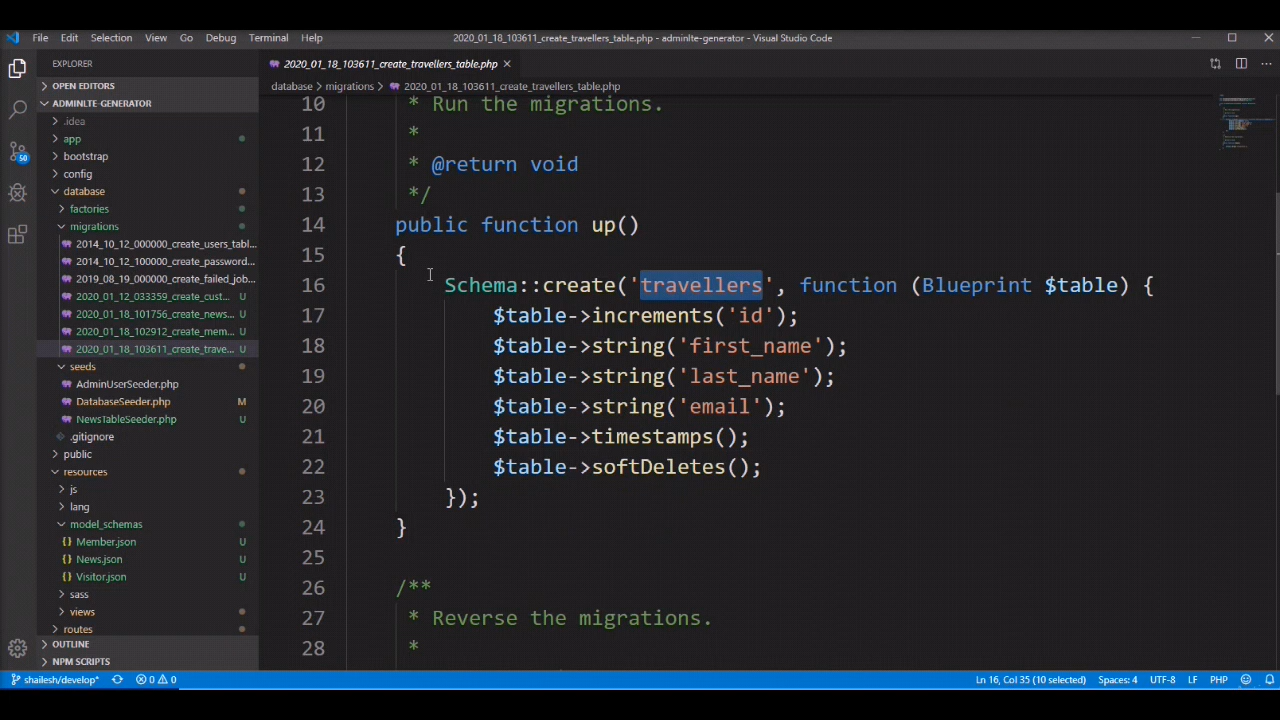 File Edit Selection View Go Debug Terminal Help
2020_01_18_103611_create_travellers_table.php - adminlte-generator - Visual Studio Code
EXPLORER
OPEN EDITORS
ADMINLTE-GENERATOR
.idea
app
bootstrap
config
database
factories
migrations
2014_10_12_000000_create_users_tabl...
2014_10_12_100000_create_password...
2019_08_19_000000_create_failed_job...
2020_01_12_033359_create_cust... U
2020_01_18_101756_create_news... U
2020_01_18_102912_create_mem... U
2020_01_18_103611_create_trave... U
seeds
AdminUserSeeder.php
DatabaseSeeder.php M
NewsTableSeeder.php U
.gitignore
public
resources
js
lang
model_schemas
Member.json U
News.json U
Visitor.json U
sass
views
routes
OUTLINE
NPM SCRIPTS
50
2020_01_18_103611_create_travellers_table.php
database > migrations > 2020_01_18_103611_create_travellers_table.php
10 * Run the migrations.
11 *
12 * @return void
13 */
14 public function up()
15 {
16 Schema::create('travellers', function (Blueprint $table) {
17 $table->increments('id');
18 $table->string('first_name');
19 $table->string('last_name');
20 $table->string('email');
21 $table->timestamps();
22 $table->softDeletes();
23 });
24 }
25
26 /**
27 * Reverse the migrations.
28 *
shailesh/develop* 0 0 Ln 16, Col 35 (10 selected) Spaces: 4 UTF-8 LF PHP